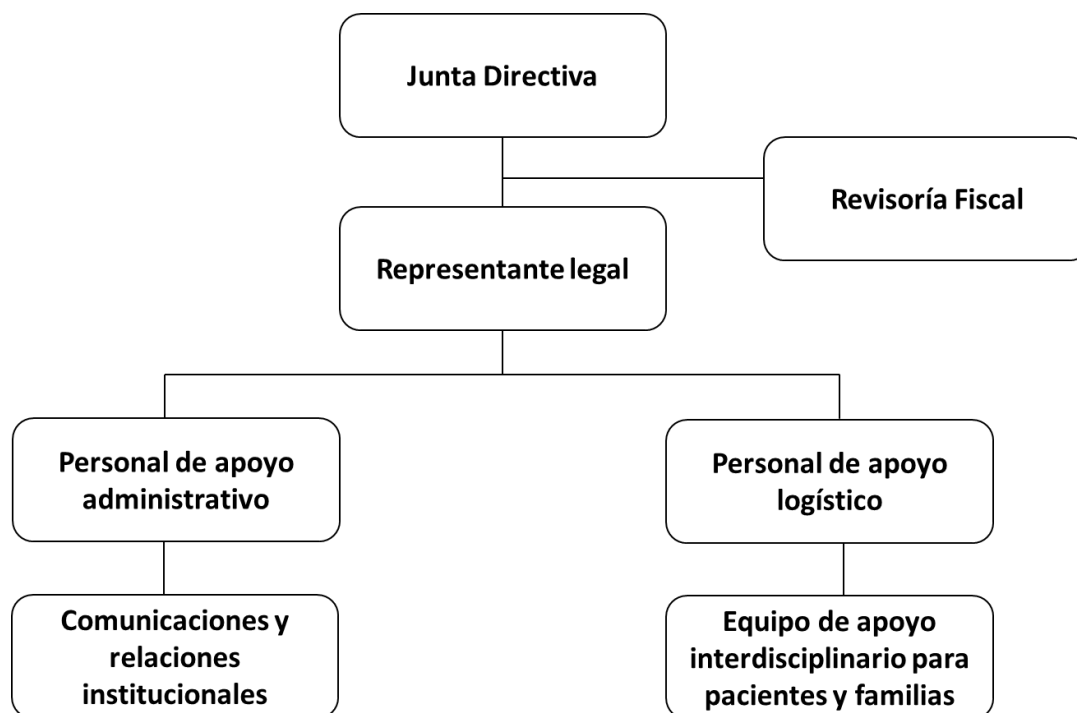 Junta Directiva
Revisoría Fiscal
Representante legal
Personal de apoyo
administrativo
Personal de apoyo
logístico
Comunicaciones y
relaciones
institucionales
Equipo de apoyo
interdisciplinario para
pacientes y familias